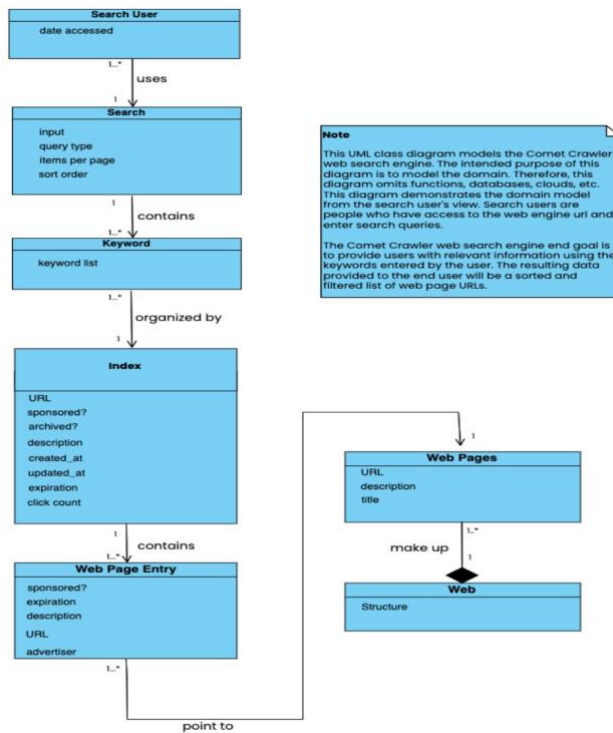 Search User
date accessed
1..*
uses
1
Search
input
query type
items per page
sort order
1
contains
1..*
Keyword
keyword list
1..*
organized by
1
Index
URL
sponsored?
archived?
description
created_at
updated_at
expiration
click count
1
contains
1..*
Web Page Entry
sponsored?
expiration
description
URL
advertiser
1..*
point to
Note
This UML class diagram models the Comet Crawler
web search engine. The intended purpose of this
diagram is to model the domain. Therefore, this
diagram omits functions, databases, clouds, etc.
This diagram demonstrates the domain model
from the search user's view. Search users are
people who have access to the web engine url and
enter search queries.
The Comet Crawler web search engine end goal is
to provide users with relevant information using the
keywords entered by the user. The resulting data
provided to the end user will be a sorted and
filtered list of web page URLs.
1
Web Pages
URL
description
title
1..*
make up
1
Web
Structure